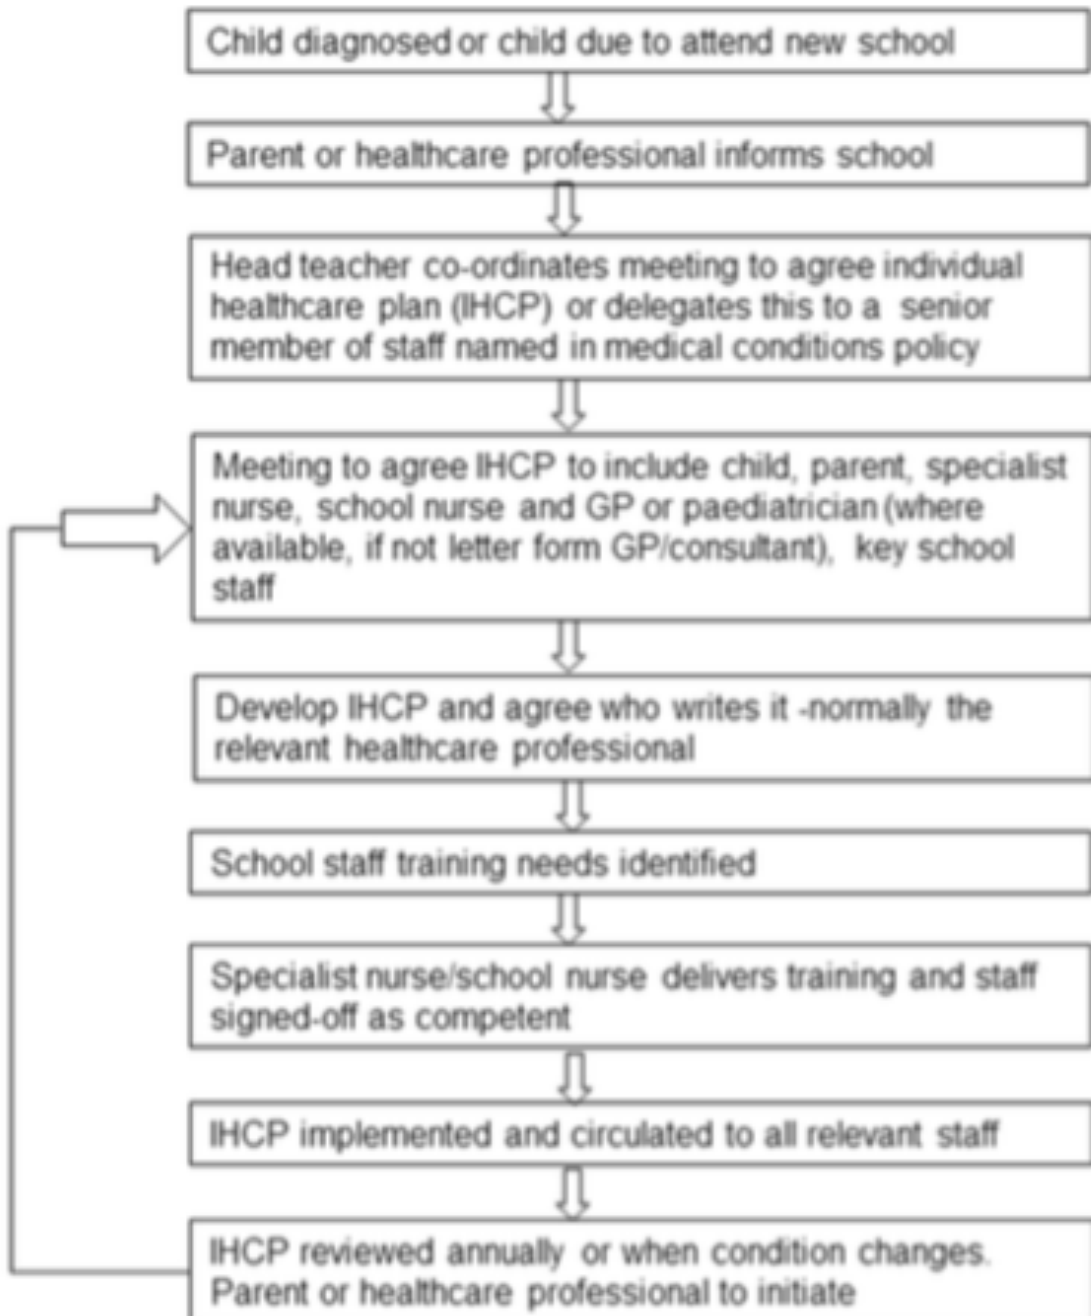 Child diagnosed or child due to attend new school
Parent or healthcare professional informs school
Head teacher co-ordinates meeting to agree individual
healthcare plan (IHCP) or delegates this to a senior
member of staff named in medical conditions policy
Meeting to agree IHCP to include child, parent, specialist
nurse, school nurse and GP or paediatrician (where
available, if not letter form GP/consultant), key school
staff
Develop IHCP and agree who writes it -normally the
relevant healthcare professional
School staff training needs identified
Specialist nurse/school nurse delivers training and staff
signed-off as competent
IHCP implemented and circulated to all relevant staff
IHCP reviewed annually or when condition changes.
Parent or healthcare professional to initiate